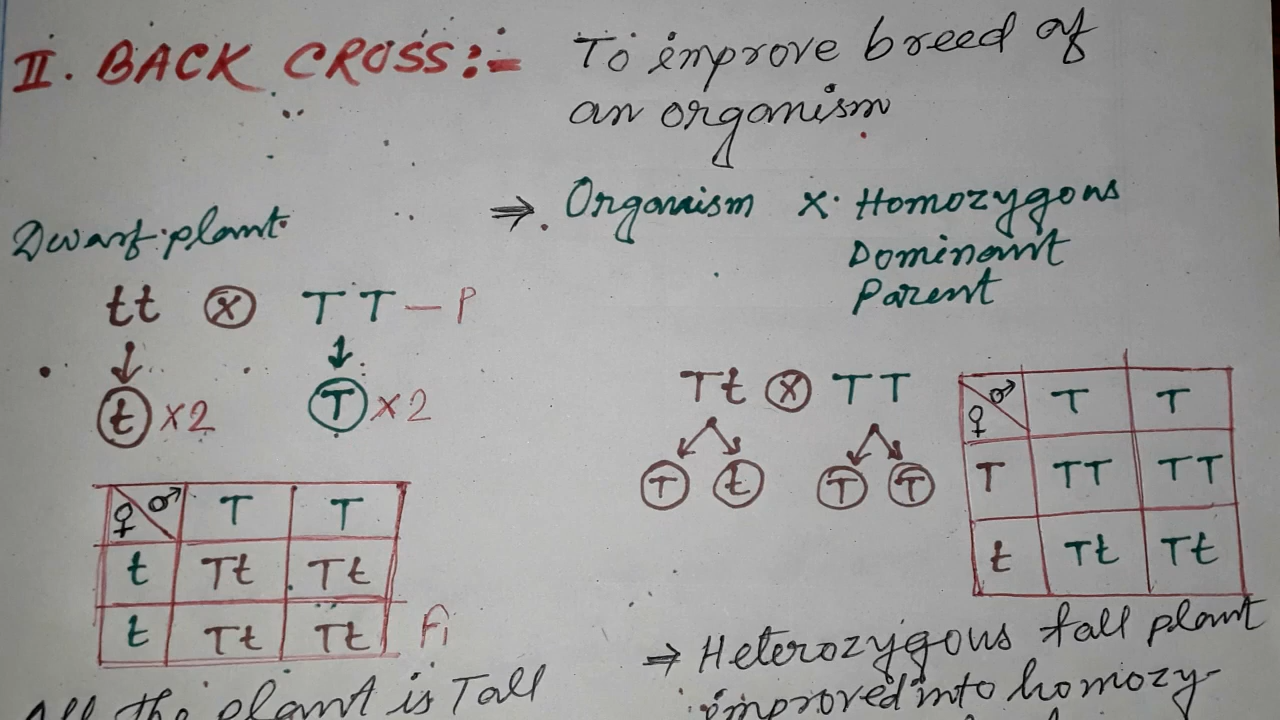 II. BACK CROSS:- To improve breed of
an organism
Dwarf plant
tt ⊗ TT — P
↓ ↓
t x2 T x2
♀ ♂ T T
t Tt Tt
t Tt Tt F1
All the plant is Tall
⇒ Organism x Homozygous
Dominant
Parent
Tt ⊗ TT
T t T T
♀ ♂ T T
T TT TT
t Tt Tt
⇒ Heterozygous tall plant
improved into homozy-